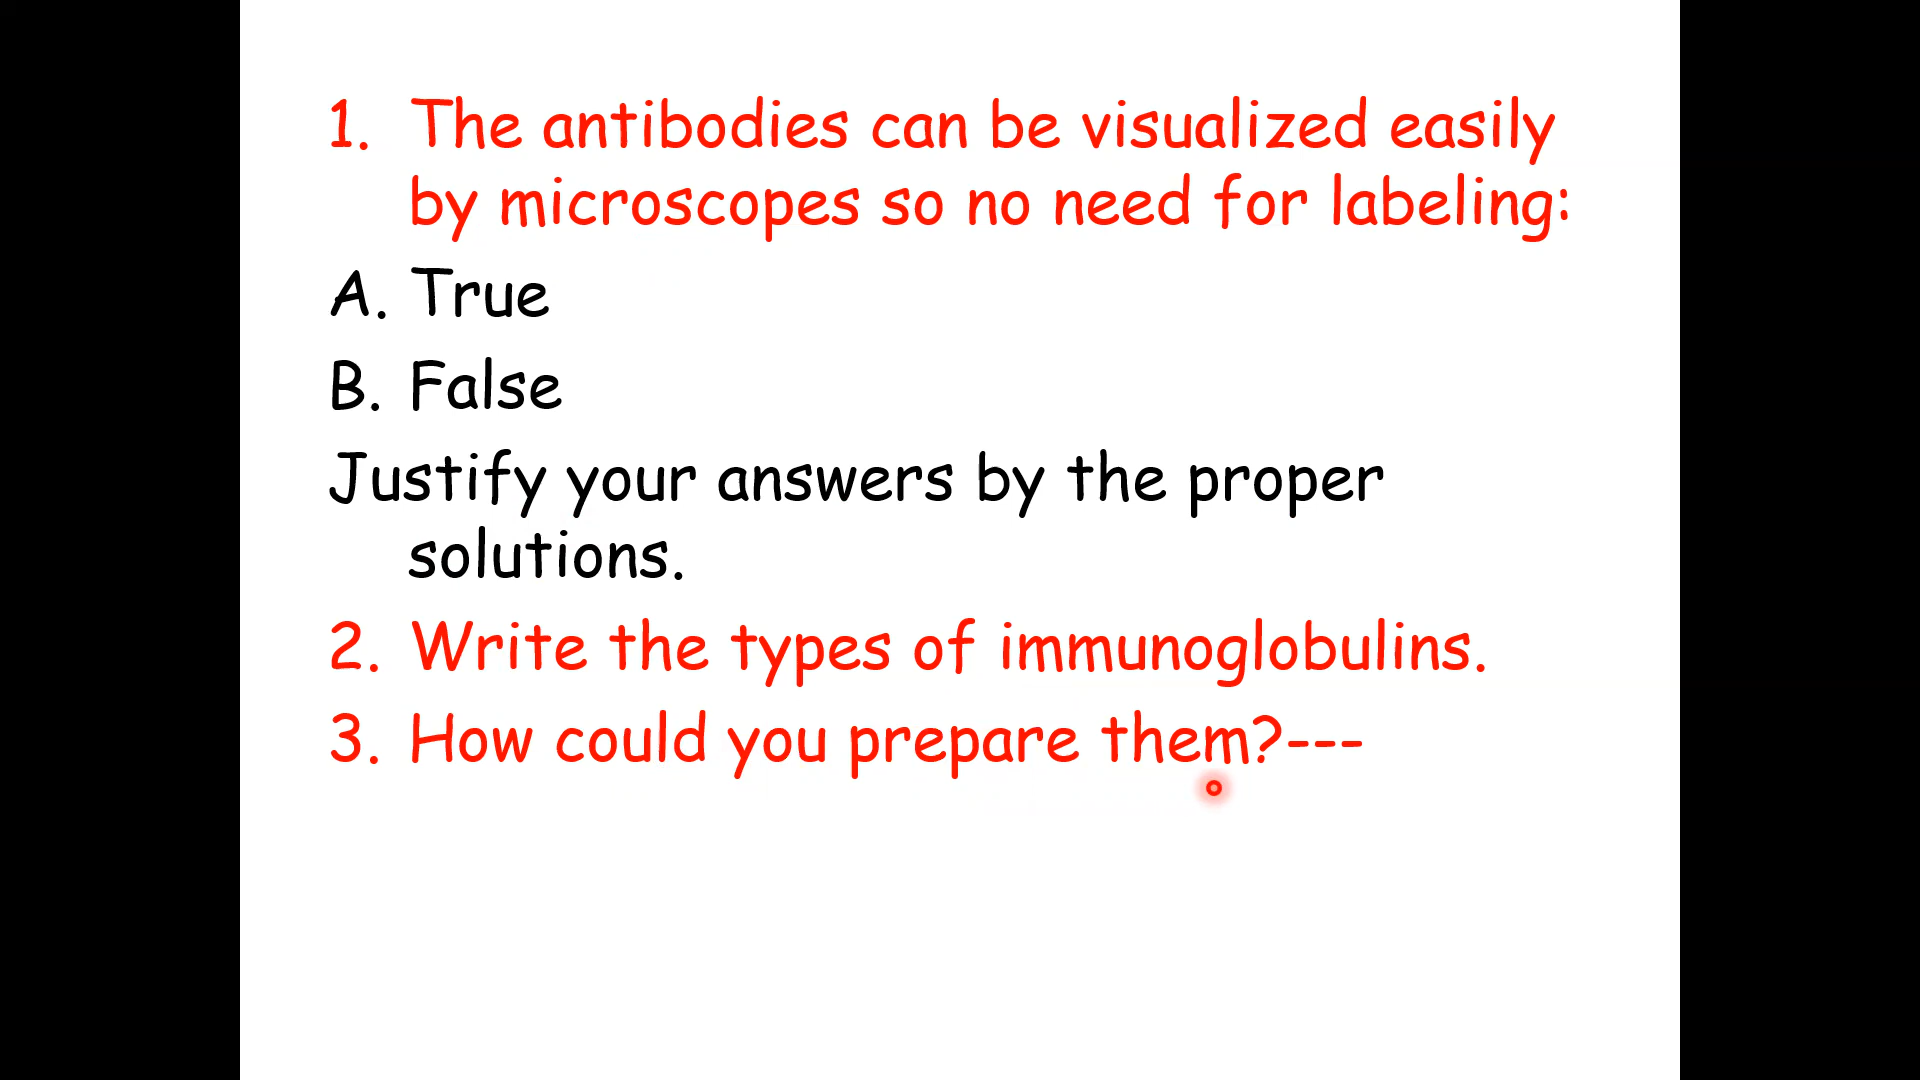 1. The antibodies can be visualized easily
by microscopes so no need for labeling:
A. True
B. False
Justify your answers by the proper
solutions.
2. Write the types of immunoglobulins.
3. How could you prepare them?---